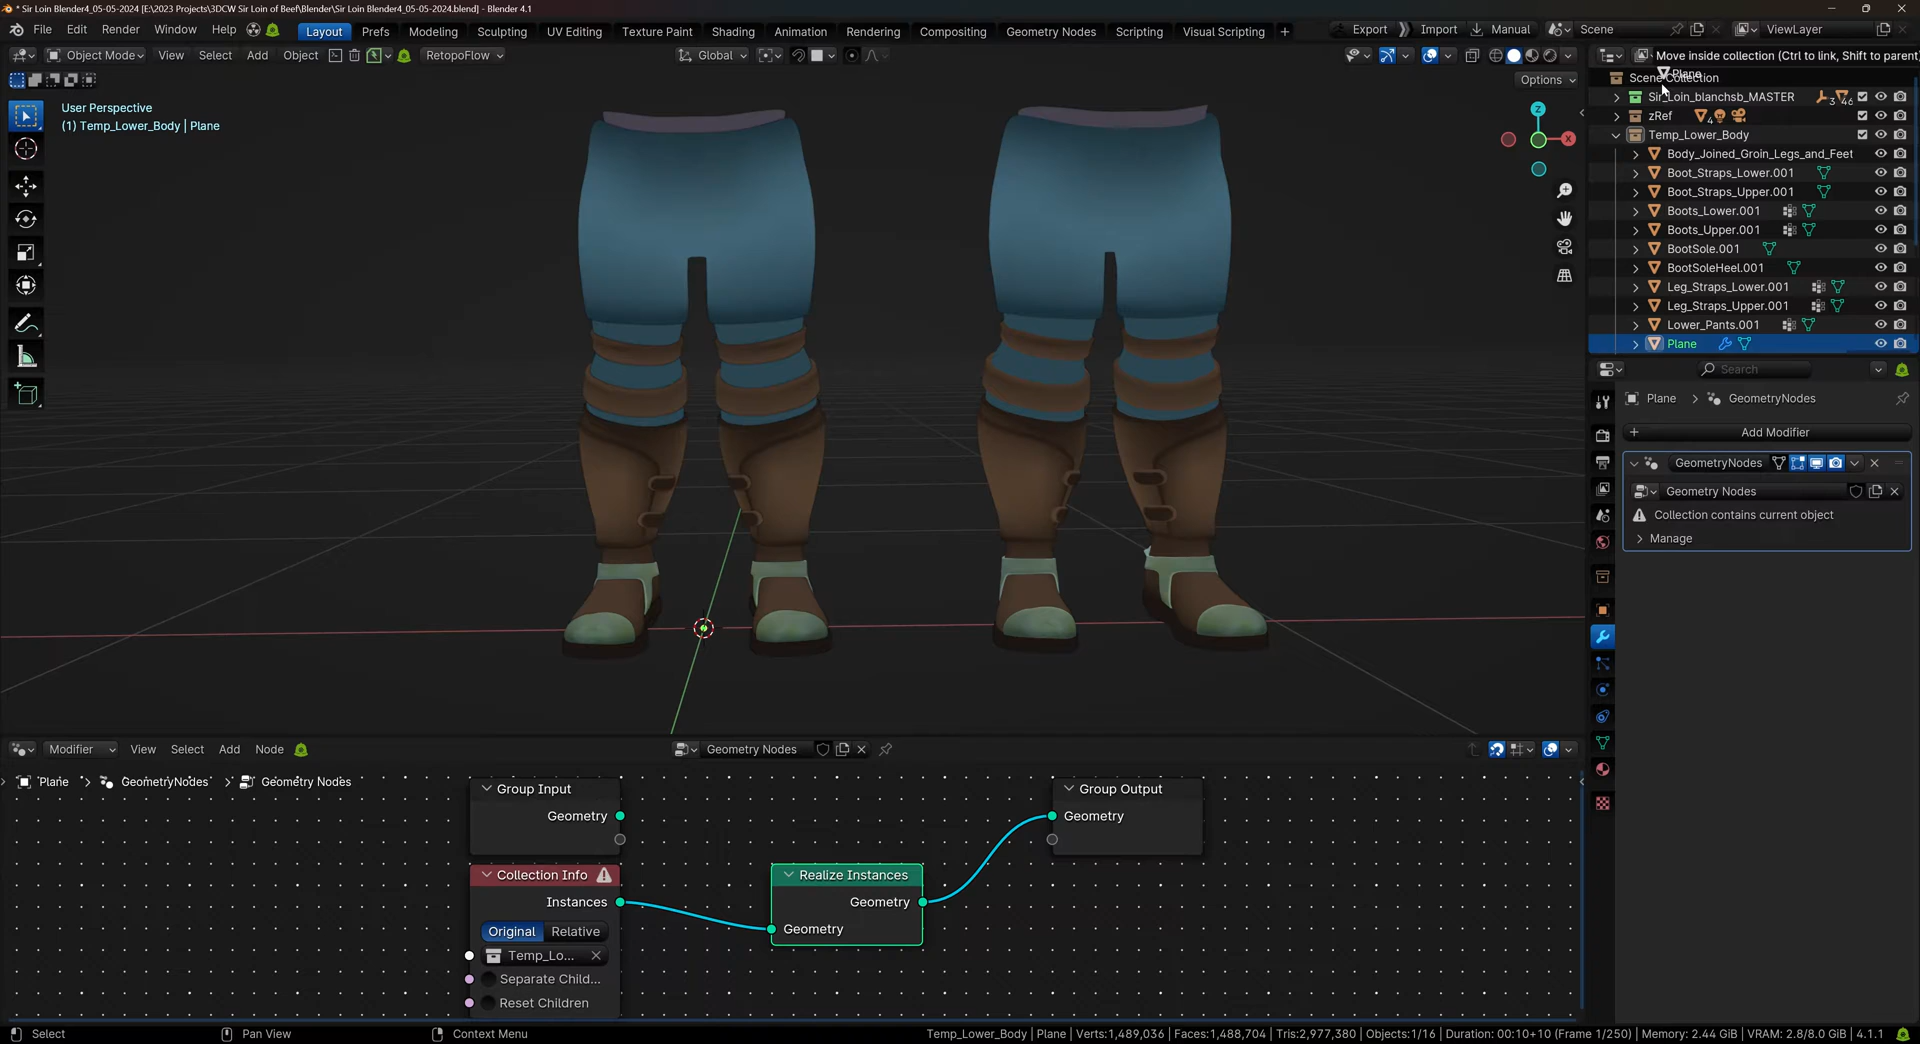 * Sir Loin Blender4_05-05-2024 [E:\2023 Projects\3DCW Sir Loin of Beef\Blender\Sir Loin Blender4_05-05-2024.blend] - Blender 4.1
File Edit Render Window Help Layout Prefs Modeling Sculpting UV Editing Texture Paint Shading Animation Rendering Compositing Geometry Nodes Scripting Visual Scripting + Export Import Manual Scene ViewLayer
Object Mode View Select Add Object RetopoFlow Global Move inside collection (Ctrl to link, Shift to parent
Options
Plane
Scene Collection
User Perspective
(1) Temp_Lower_Body | Plane
Z
X
Sir_Loin_blanchsb_MASTER 3 46
zRef 4
Temp_Lower_Body
Body_Joined_Groin_Legs_and_Feet
Boot_Straps_Lower.001
Boot_Straps_Upper.001
Boots_Lower.001
Boots_Upper.001
BootSole.001
BootSoleHeel.001
Leg_Straps_Lower.001
Leg_Straps_Upper.001
Lower_Pants.001
Plane
Search
Plane > GeometryNodes
+ Add Modifier
GeometryNodes
Geometry Nodes
Collection contains current object
Manage
Modifier View Select Add Node Geometry Nodes
Plane > GeometryNodes > Geometry Nodes
Group Input
Geometry
Group Output
Geometry
Collection Info
Instances
Original Relative
Temp_Lo...
Separate Child...
Reset Children
Realize Instances
Geometry
Geometry
Select Pan View Context Menu Temp_Lower_Body | Plane | Verts:1,489,036 | Faces:1,488,704 | Tris:2,977,380 | Objects:1/16 | Duration: 00:10+10 (Frame 1/250) | Memory: 2.44 GiB | VRAM: 2.8/8.0 GiB | 4.1.1